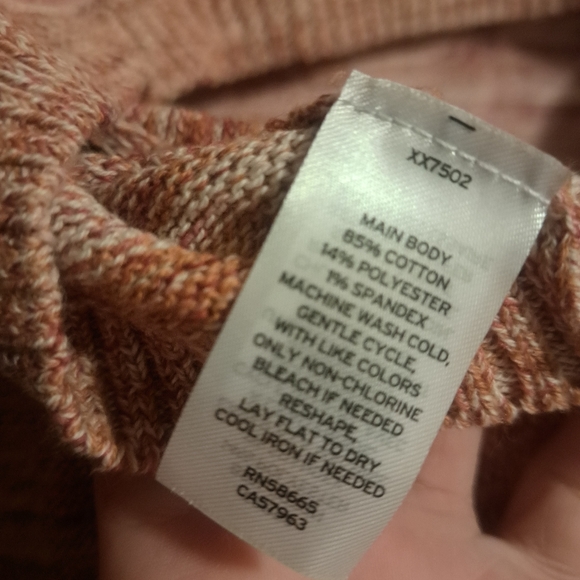 XX7502
MAIN BODY
85% COTTON
14% POLYESTER
1% SPANDEX
MACHINE WASH COLD,
GENTLE CYCLE,
WITH LIKE COLORS
ONLY NON-CHLORINE
BLEACH IF NEEDED
RESHAPE,
LAY FLAT TO DRY
COOL IRON IF NEEDED
RN58665
CA57963